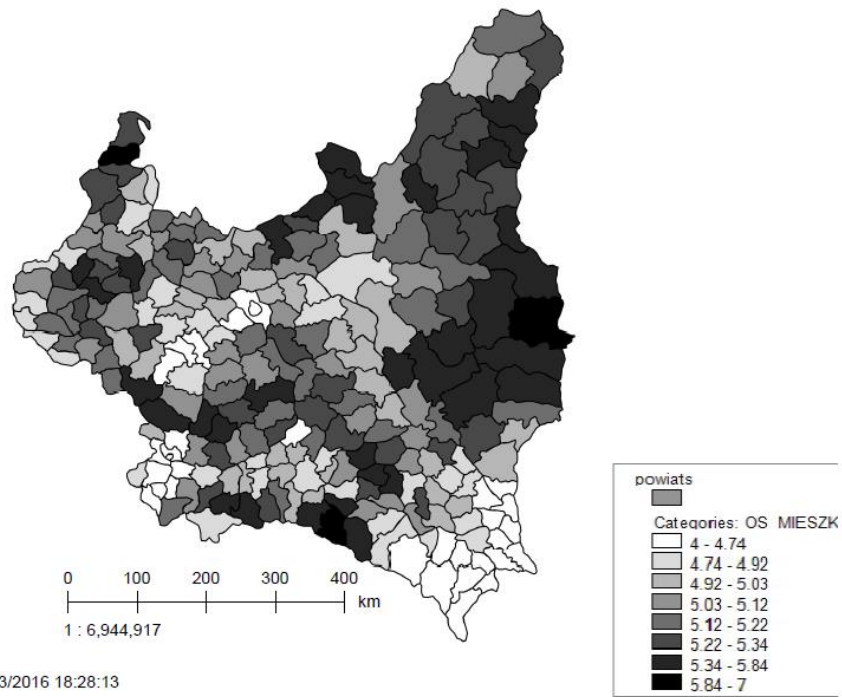 powiats
Categories: OS MIESZK
4 - 4.74
4.74 - 4.92
4.92 - 5.03
5.03 - 5.12
5.12 - 5.22
5.22 - 5.34
5.34 - 5.84
5.84 - 7
0 100 200 300 400
km
1 : 6,944,917
3/2016 18:28:13